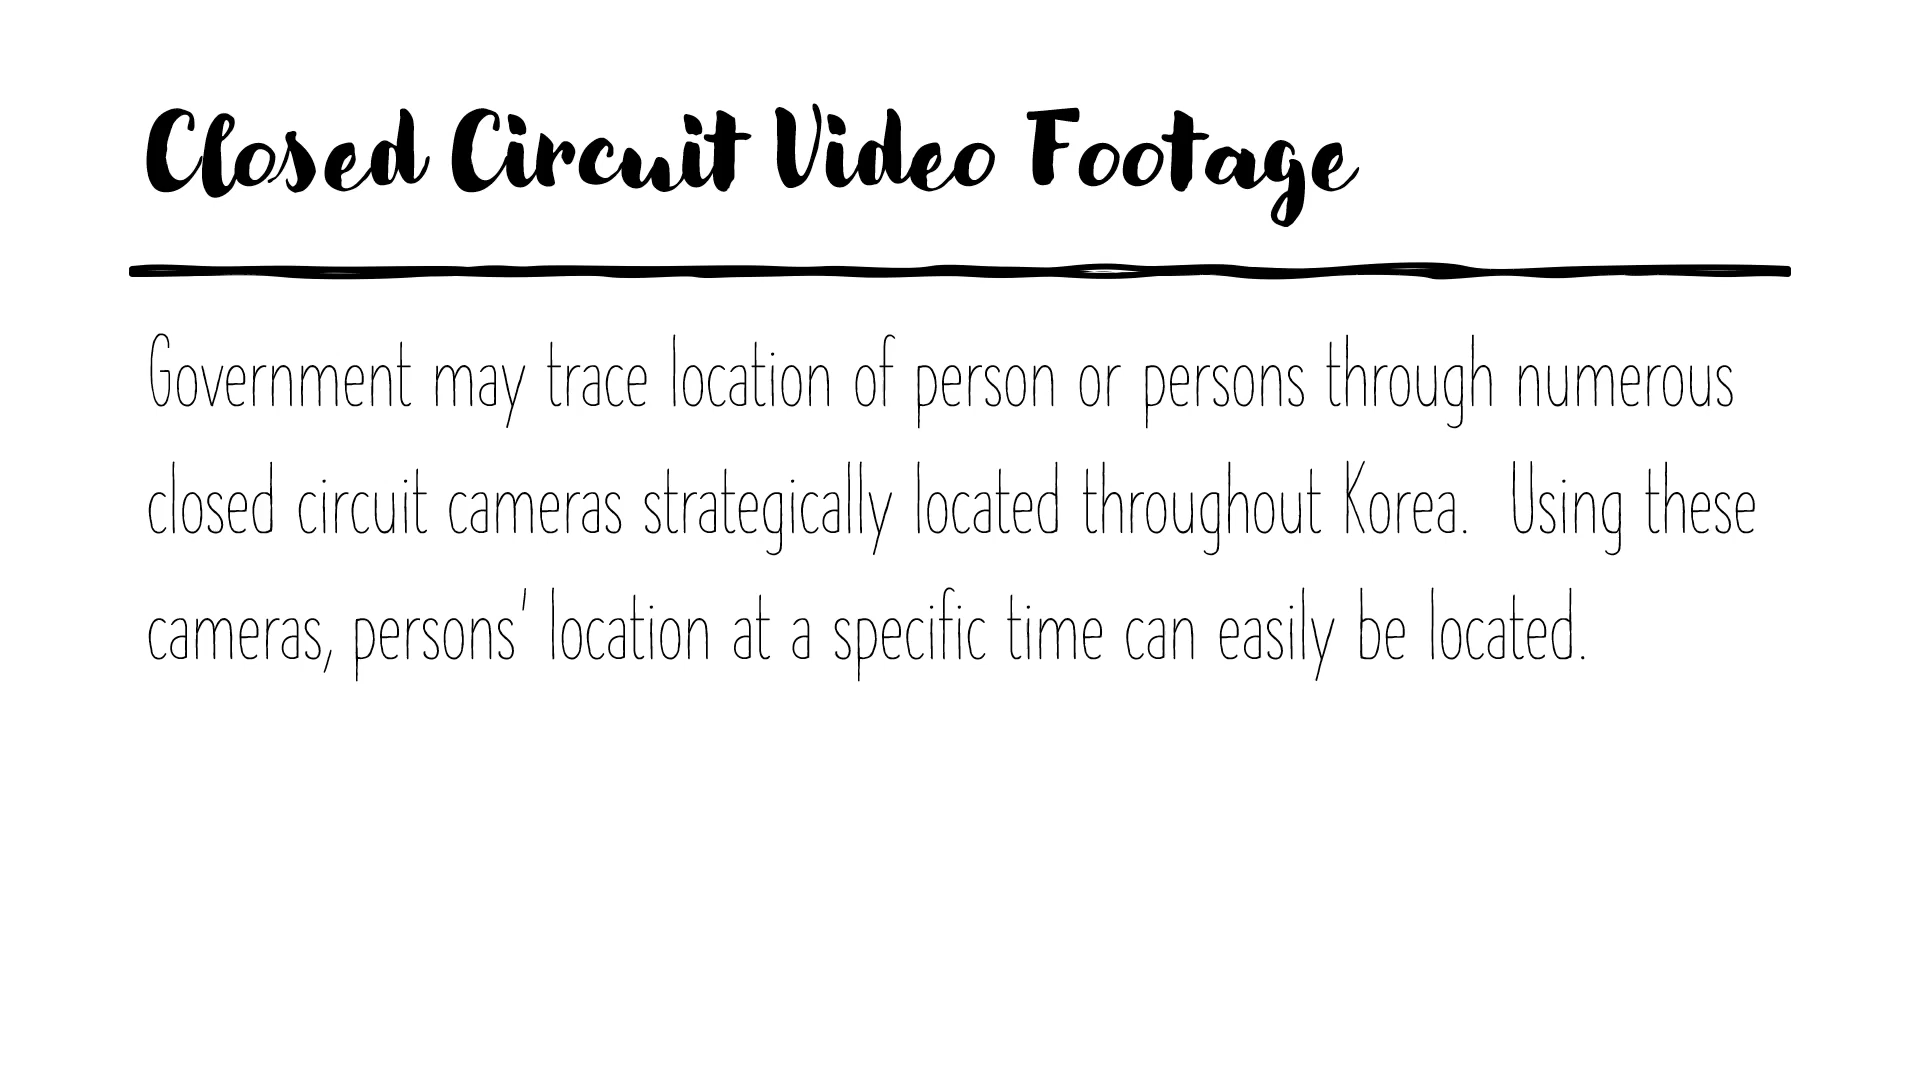 Closed Circuit Video Footage
Government may trace location of person or persons through numerous
closed circuit cameras strategically located throughout Korea.  Using these
cameras, persons' location at a specific time can easily be located.